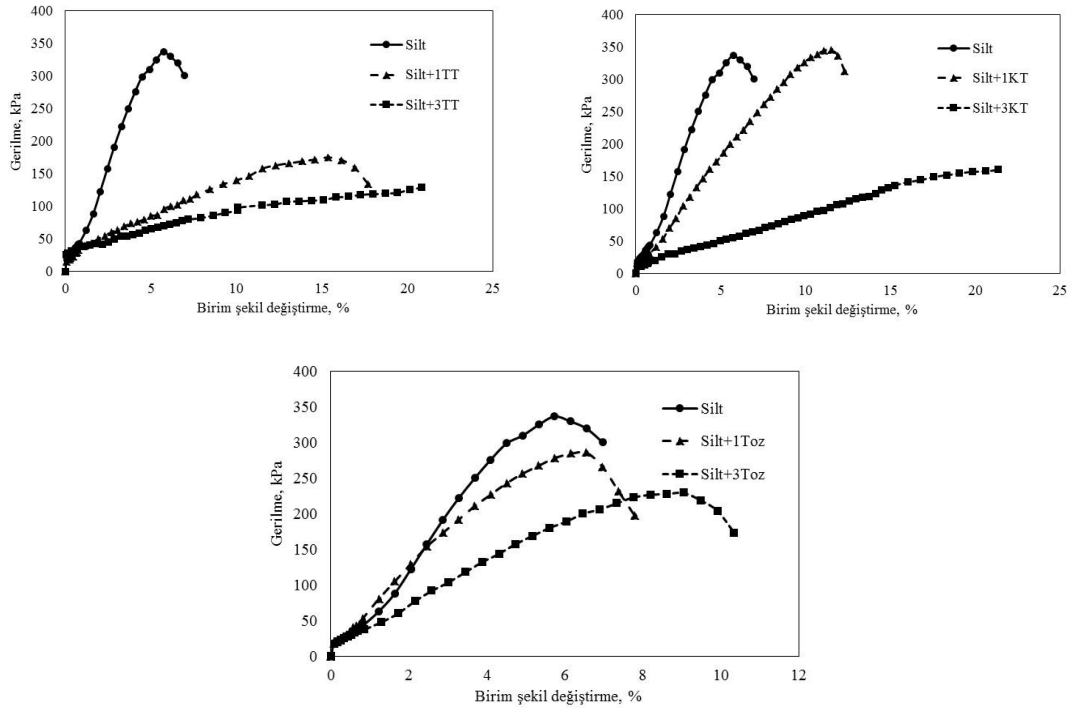 400
350
300
250
200
150
100
50
0
Gerilme, kPa
Silt
Silt+1TT
Silt+3TT
0 5 10 15 20 25
Birim şekil değiştirme, %
400
350
300
250
200
150
100
50
0
Gerilme, kPa
Silt
Silt+1KT
Silt+3KT
0 5 10 15 20 25
Birim şekil değiştirme, %
400
350
300
250
200
150
100
50
0
Gerilme, kPa
Silt
Silt+1Toz
Silt+3Toz
0 2 4 6 8 10 12
Birim şekil değiştirme, %